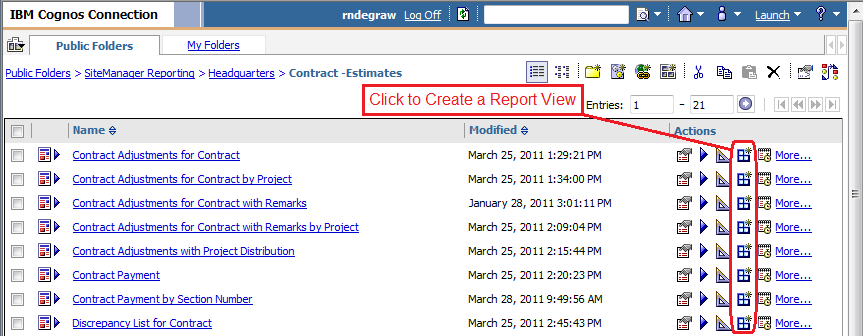 IBM Cognos Connection rndegraw Log Off Launch ?
Public Folders My Folders
Public Folders > SiteManager Reporting > Headquarters > Contract -Estimates
Click to Create a Report View Entries: 1 - 21
Name Modified Actions
Contract Adjustments for Contract March 25, 2011 1:29:21 PM More...
Contract Adjustments for Contract by Project March 25, 2011 1:34:00 PM More...
Contract Adjustments for Contract with Remarks January 28, 2011 3:01:11 PM More...
Contract Adjustments for Contract with Remarks by Project March 25, 2011 2:09:04 PM More...
Contract Adjustments with Project Distribution March 25, 2011 2:15:44 PM More...
Contract Payment March 25, 2011 2:20:23 PM More...
Contract Payment by Section Number March 28, 2011 9:49:56 AM More...
Discrepancy List for Contract March 25, 2011 2:45:43 PM More...